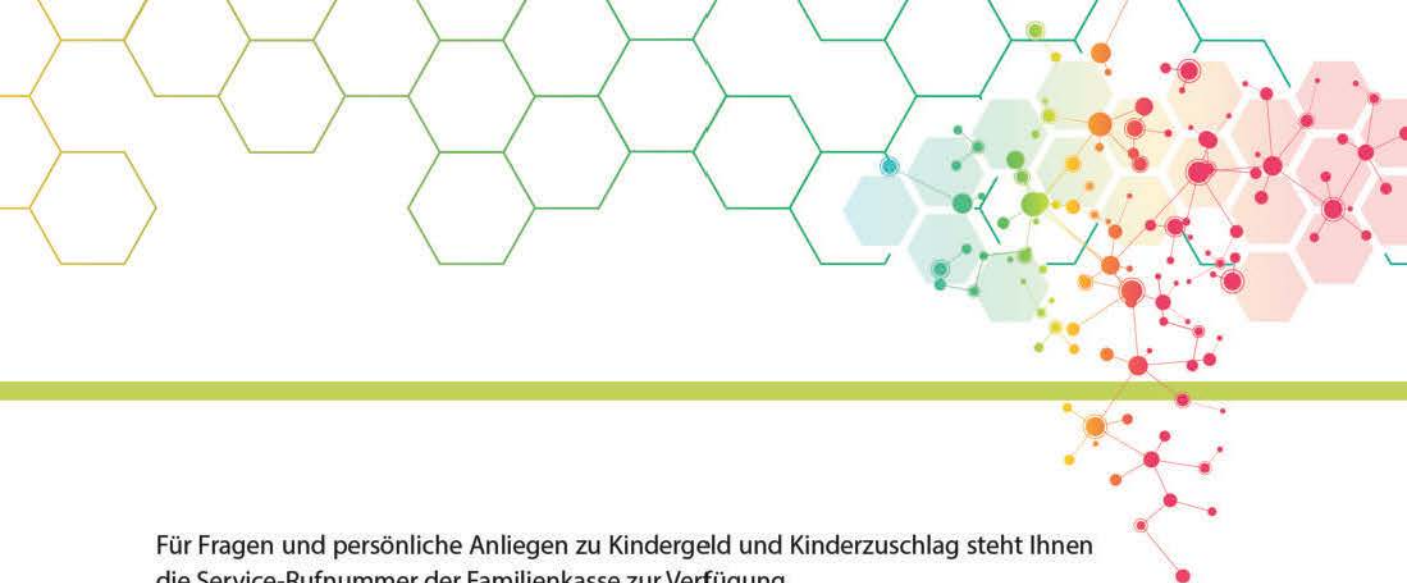 Für Fragen und persönliche Anliegen zu Kindergeld und Kinderzuschlag steht Ihnen
die Service-Rufnummer der Familienkasse zur Verfügung